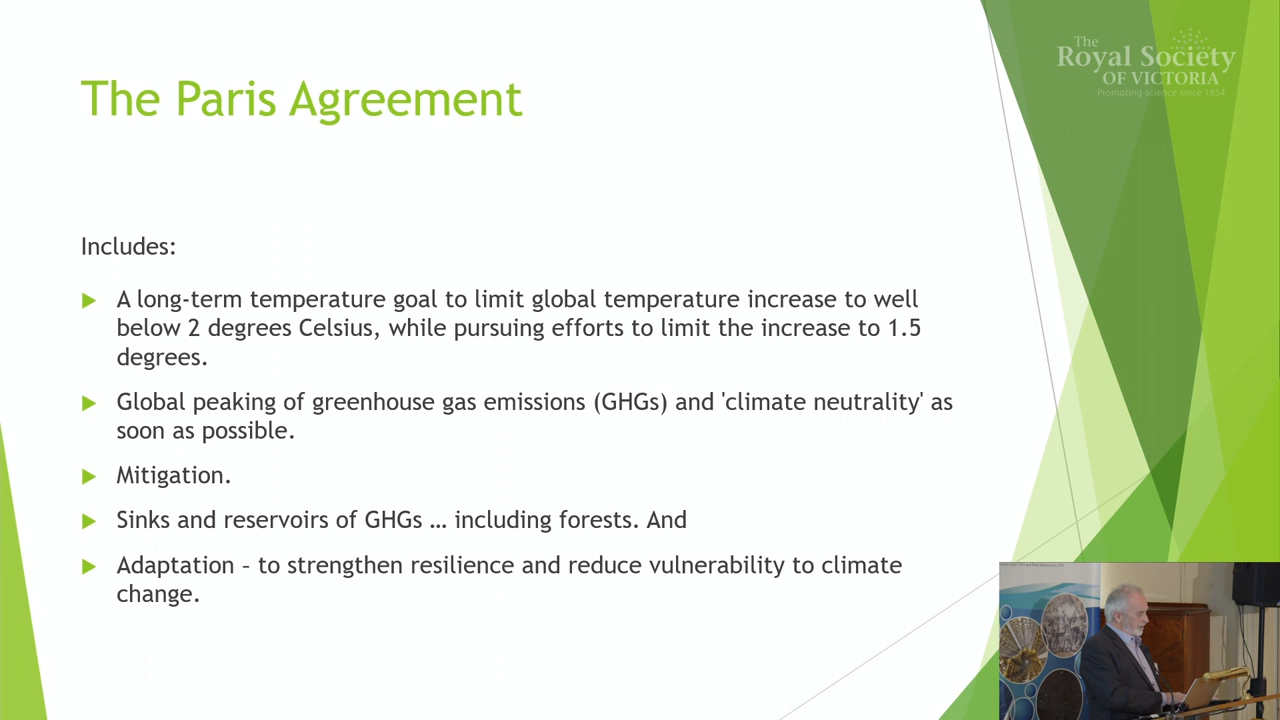 The
Royal Society
OF VICTORIA
Promoting science since 1854
The Paris Agreement
Includes:
A long-term temperature goal to limit global temperature increase to well
below 2 degrees Celsius, while pursuing efforts to limit the increase to 1.5
degrees.
Global peaking of greenhouse gas emissions (GHGs) and 'climate neutrality' as
soon as possible.
Mitigation.
Sinks and reservoirs of GHGs … including forests. And
Adaptation – to strengthen resilience and reduce vulnerability to climate
change.